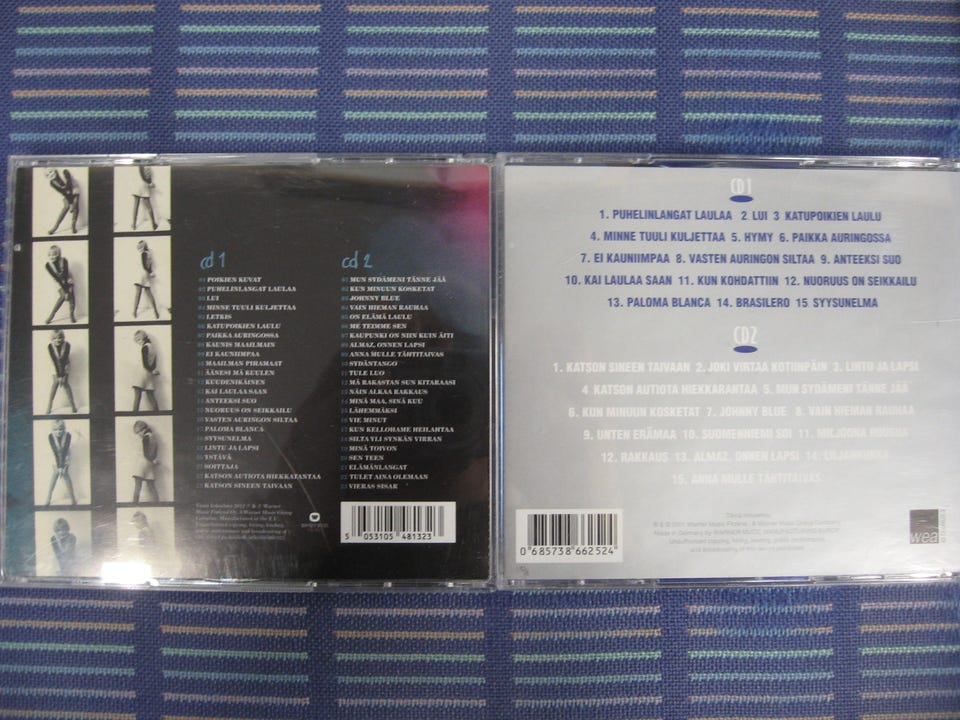 cd 1
01 POIKIEN KUVAT
02 PUHELINLANGAT LAULAA
03 LUI
04 MINNE TUULI KULJETTAA
05 LETKIS
06 KATUPOIKIEN LAULU
07 PAIKKA AURINGOSSA
08 KAUNIS MAAILMAIN
09 EI KAUNIIMPAA
10 MAAILMAN PIRAMAAT
11 ÄÄNESI MÄ KUULEN
12 KUUDENIKÄINEN
13 KAI LAULAA SAAN
14 ANTEEKSI SUO
15 NUORUUS ON SEIKKAILU
16 VASTEN AURINGON SILTAA
17 PALOMA BLANCA
18 SYYSUNELMA
19 LINTU JA LAPSI
20 YSTÄVÄ
21 SOITTAJA
22 KATSON AUTIOTA HIEKKARANTAA
23 KATSON SINEEN TAIVAAN
cd 2
01 MUN SYDÄMENI TÄNNE JÄÄ
02 KUN MINUUN KOSKETAT
03 JOHNNY BLUE
04 VAIN HIEMAN RAUHAA
05 ON ELÄMÄ LAULU
06 ME TEIMME SEN
07 KAUPUNKI ON NIIN KUIN ÄITI
08 ALMAZ, ONNEN LAPSI
09 ANNA MULLE TÄHTITAIVAS
10 SYDÄNTANGO
11 TULE LUO
12 MÄ RAKASTAN SUN KITARAASI
13 NÄIN ALKAA RAKKAUS
14 MINÄ MAA, SINÄ KUU
15 LÄHEMMÄKSI
16 VIE MINUT
17 KUN KELLOHAME HEILAHTAA
18 SILTA YLI SYNKÄN VIRRAN
19 MINÄ TOIVON
20 SEN TEEN
21 ELÄMÄNLANGAT
22 TULET AINA OLEMAAN
23 VIERAS SISAR
5 053105 481323
CD1
1. PUHELINLANGAT LAULAA 2 LUI 3 KATUPOIKIEN LAULU
4. MINNE TUULI KULJETTAA 5. HYMY 6. PAIKKA AURINGOSSA
7. EI KAUNIIMPAA 8. VASTEN AURINGON SILTAA 9. ANTEEKSI SUO
10. KAI LAULAA SAAN 11. KUN KOHDATTIIN 12. NUORUUS ON SEIKKAILU
13. PALOMA BLANCA 14. BRASILERO 15 SYYSUNELMA
CD2
1. KATSON SINEEN TAIVAAN 2. JOKI VIRTAA KOTIINPÄIN 3. LINTU JA LAPSI
4 KATSON AUTIOTA HIEKKARANTAA 5. MUN SYDÄMENI TÄNNE JÄÄ
6. KUN MINUUN KOSKETAT 7. JOHNNY BLUE 8. VAIN HIEMAN RAUHAA
9. UNTEN ERÄMAA 10. SUOMENNIEMI SOI 11. MILJOONA RUUSUA
12. RAKKAUS 13. ALMAZ, ONNEN LAPSI 14. LILJANKUKKA
15. ANNA MULLE TÄHTITAIVAS
0 685738 662524
wea